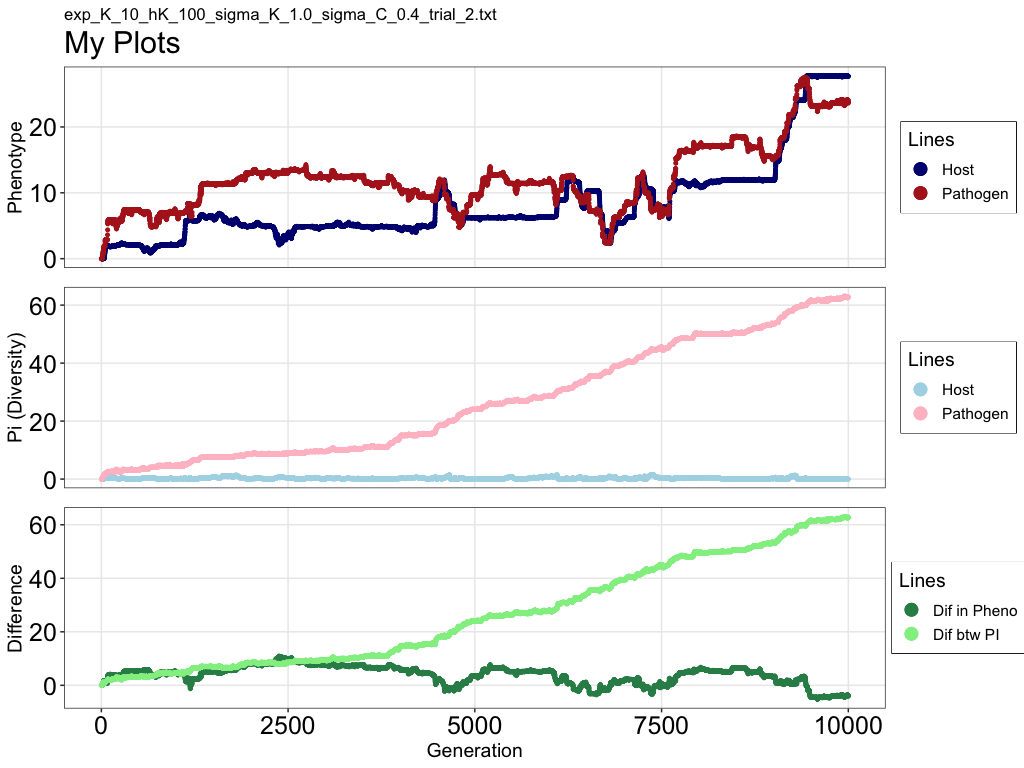 exp_K_10_hK_100_sigma_K_1.0_sigma_C_0.4_trial_2.txt
My Plots
Phenotype
20
10
0
Lines
Host
Pathogen
Pi (Diversity)
60
40
20
0
Lines
Host
Pathogen
Difference
60
40
20
0
Lines
Dif in Pheno
Dif btw PI
0 2500 5000 7500 10000
Generation